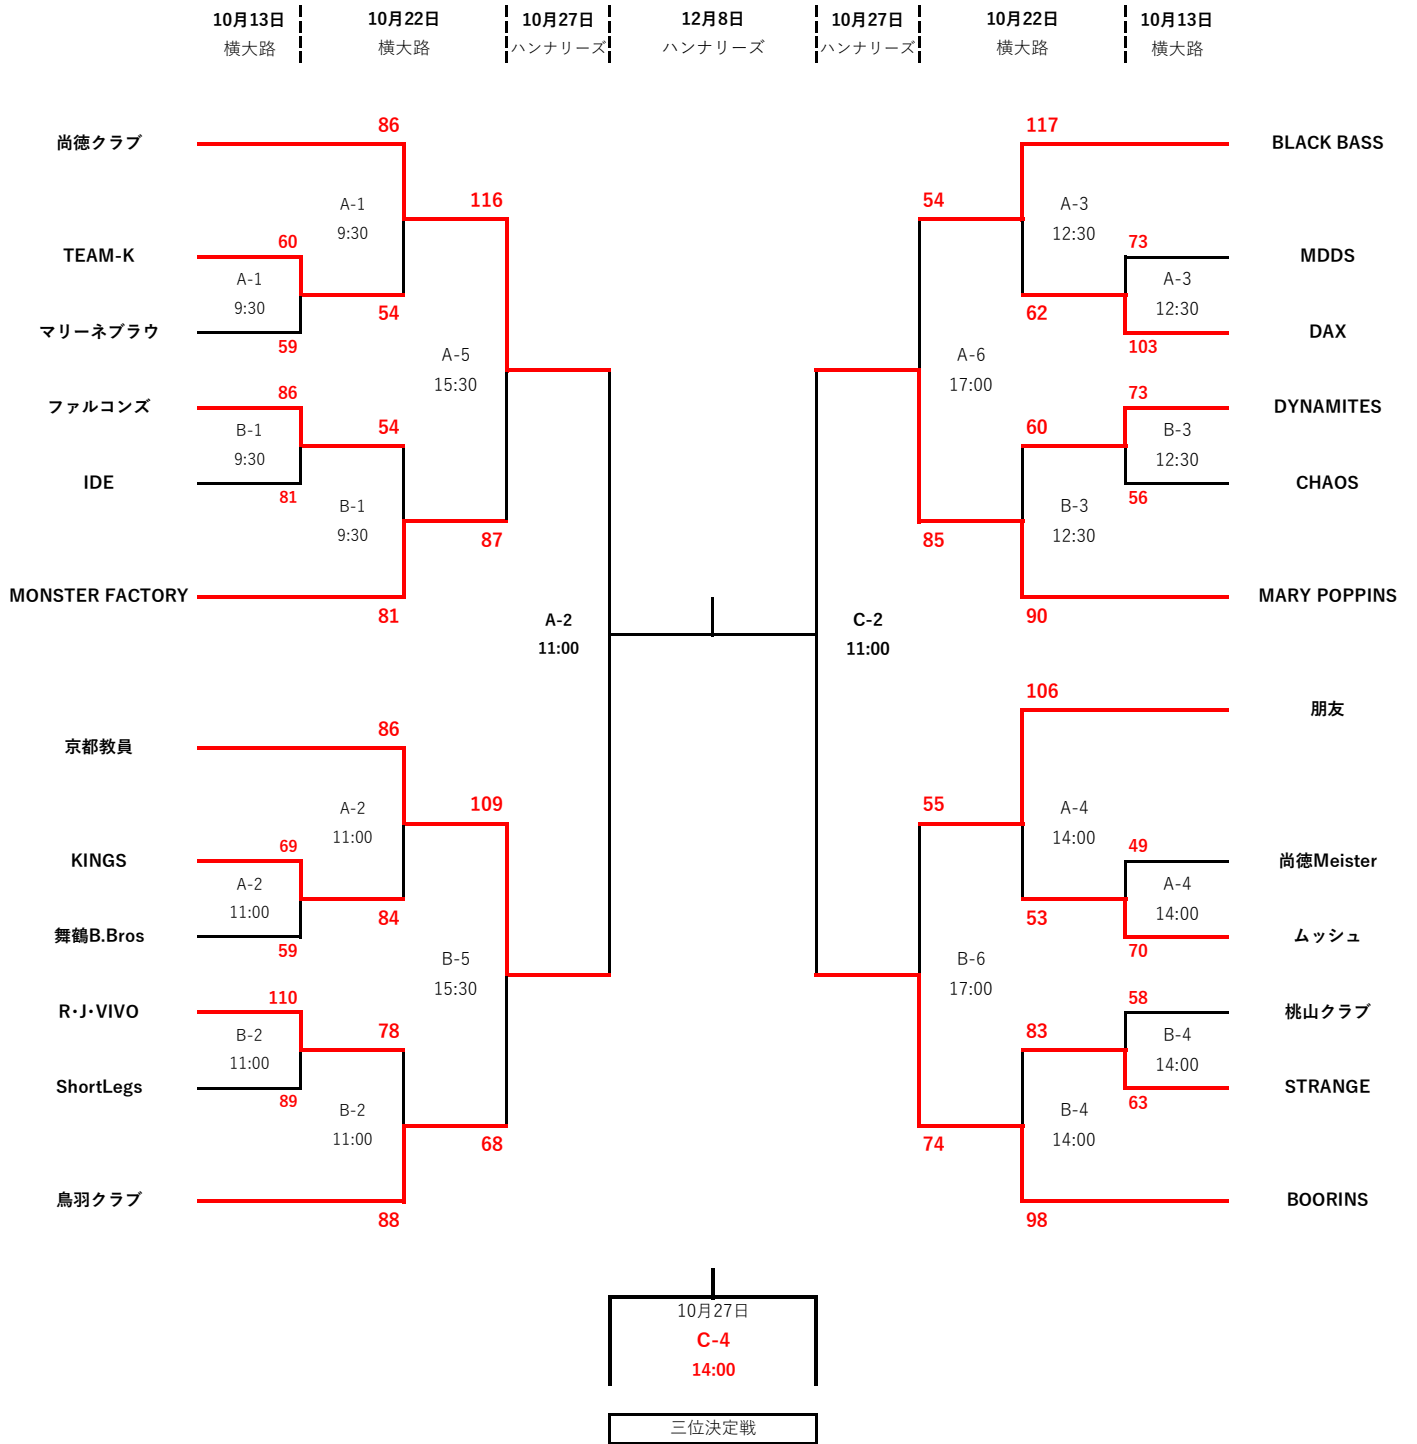 10月13日 10月22日 10月27日 12月8日 10月27日 10月22日 10月13日
横大路 横大路 ハンナリーズ ハンナリーズ ハンナリーズ 横大路 横大路
86 117
尚徳クラブ BLACK BASS
116 54
A-1 A-3
9:30 12:30
60 73
TEAM-K MDDS
A-1 A-3
9:30 12:30
54 62
マリーネブラウ DAX
59 103
A-5 A-6
15:30 17:00
86 73
ファルコンズ DYNAMITES
54 60
B-1 B-3
9:30 12:30
IDE CHAOS
81 56
B-1 B-3
9:30 12:30
87 85
MONSTER FACTORY MARY POPPINS
81 90
A-2 C-2
11:00 11:00
106
朋友
86
京都教員
109 55
A-2 A-4
11:00 14:00
69 49
KINGS 尚徳Meister
A-2 A-4
11:00 14:00
84 53
舞鶴B.Bros ムッシュ
59 70
B-5 B-6
15:30 17:00
110 58
R･J･VIVO 桃山クラブ
78 83
B-2 B-4
11:00 14:00
ShortLegs STRANGE
89 63
B-2 B-4
11:00 14:00
68 74
鳥羽クラブ BOORINS
88 98
10月27日
C-4
14:00
三位決定戦